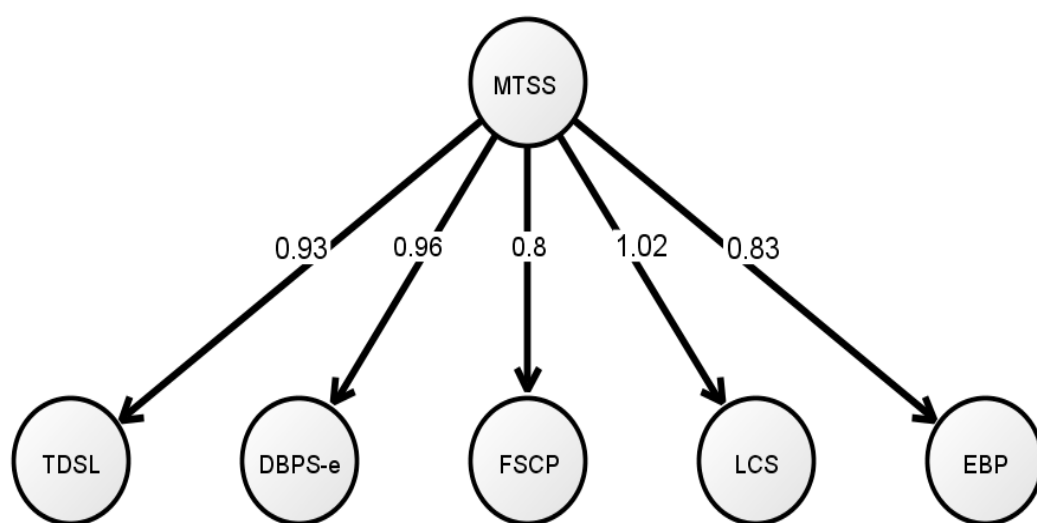 MTSS
0.93
0.96
0.8
1.02
0.83
TDSL
DBPS-e
FSCP
LCS
EBP